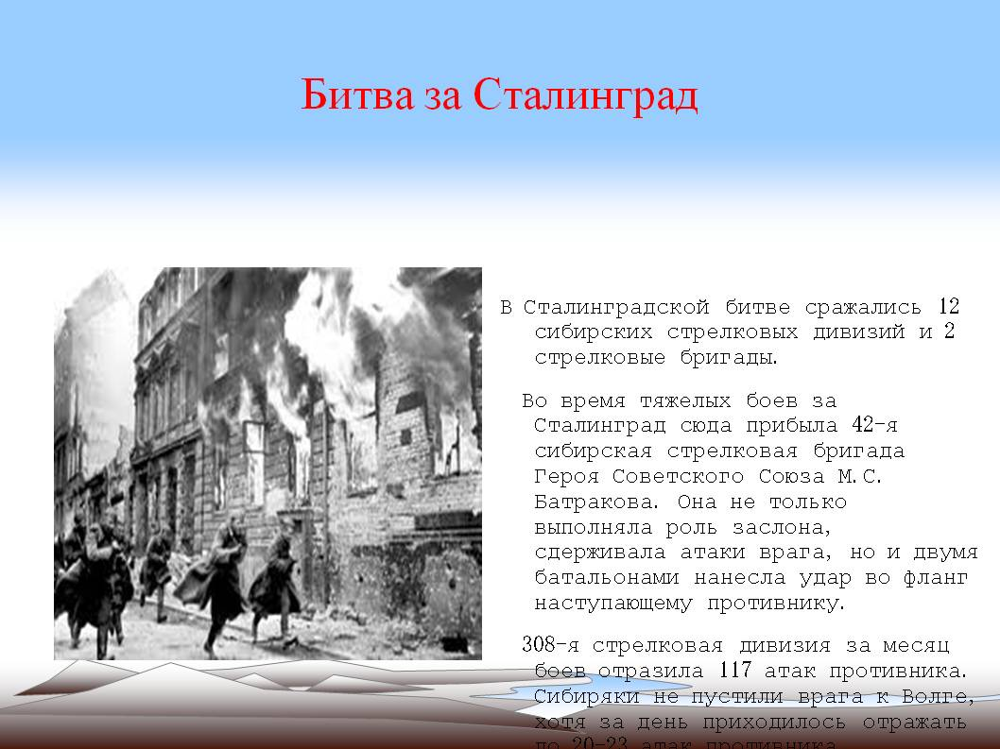 Битва за Сталинград
В Сталинградской битве сражались 12
сибирских стрелковых дивизий и 2
стрелковые бригады.
Во время тяжелых боев за
Сталинград сюда прибыла 42-я
сибирская стрелковая бригада
Героя Советского Союза М.С.
Батракова. Она не только
выполняла роль заслона,
сдерживала атаки врага, но и двумя
батальонами нанесла удар во фланг
наступающему противнику.
308-я стрелковая дивизия за месяц
боев отразила 117 атак противника.
Сибиряки не пустили врага к Волге,
хотя за день приходилось отражать
до 20-23 атак противника